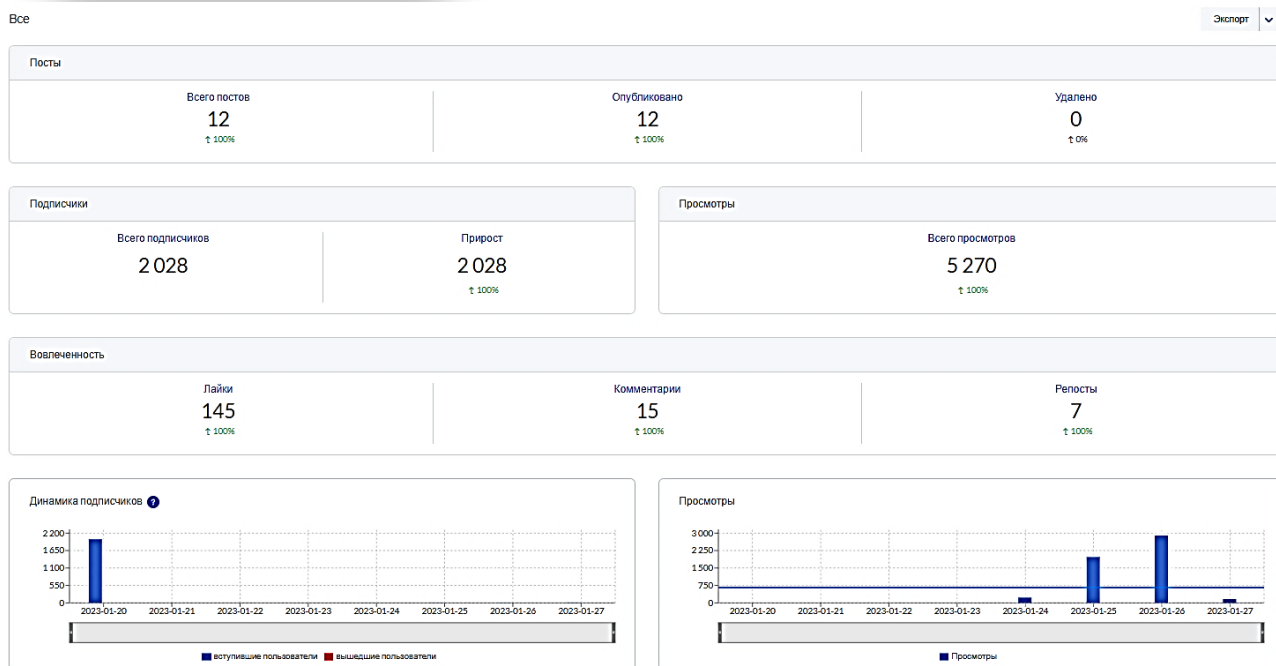 Все
Экспорт
Посты
Всего постов
12
↑ 100%
Опубликовано
12
↑ 100%
Удалено
0
↑ 0%
Подписчики
Всего подписчиков
2 028
Прирост
2 028
↑ 100%
Просмотры
Всего просмотров
5 270
↑ 100%
Вовлеченность
Лайки
145
↑ 100%
Комментарии
15
↑ 100%
Репосты
7
↑ 100%
Динамика подписчиков ?
2 200
1 650
1 100
550
0
2023-01-20 2023-01-21 2023-01-22 2023-01-23 2023-01-24 2023-01-25 2023-01-26 2023-01-27
вступившие пользователи вышедшие пользователи
Просмотры
3 000
2 250
1 500
750
0
2023-01-20 2023-01-21 2023-01-22 2023-01-23 2023-01-24 2023-01-25 2023-01-26 2023-01-27
Просмотры